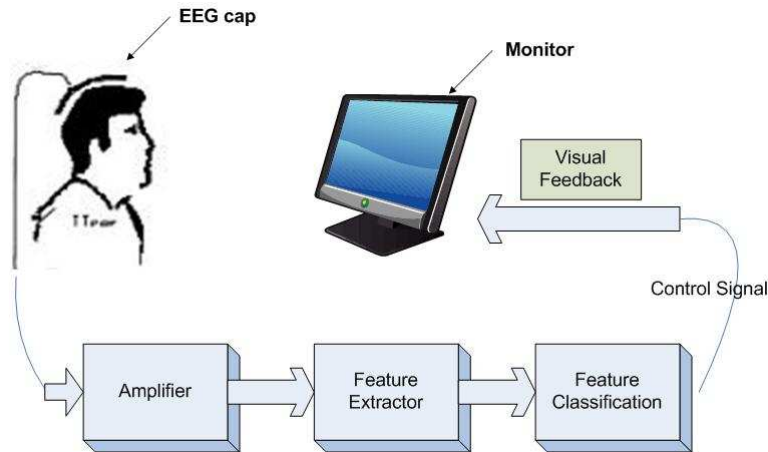 EEG cap
Monitor
Visual
Feedback
Control Signal
Amplifier
Feature
Extractor
Feature
Classification